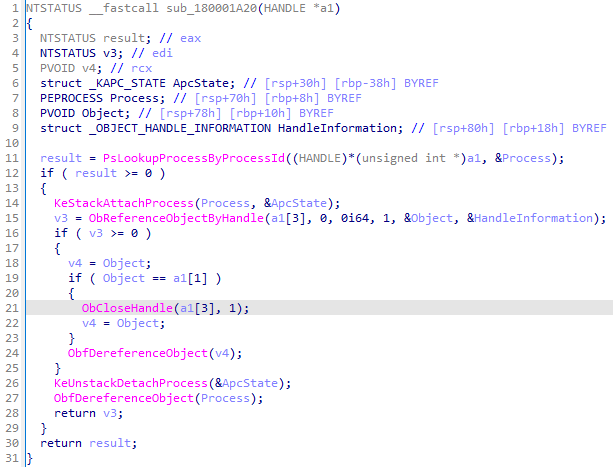 1 NTSTATUS __fastcall sub_180001A20(HANDLE *a1)
2 {
3   NTSTATUS result; // eax
4   NTSTATUS v3; // edi
5   PVOID v4; // rcx
6   struct _KAPC_STATE ApcState; // [rsp+30h] [rbp-38h] BYREF
7   PEPROCESS Process; // [rsp+70h] [rbp+8h] BYREF
8   PVOID Object; // [rsp+78h] [rbp+10h] BYREF
9   struct _OBJECT_HANDLE_INFORMATION HandleInformation; // [rsp+80h] [rbp+18h] BYREF
10
11   result = PsLookupProcessByProcessId((HANDLE)*(unsigned int *)a1, &Process);
12   if ( result >= 0 )
13   {
14     KeStackAttachProcess(Process, &ApcState);
15     v3 = ObReferenceObjectByHandle(a1[3], 0, 0i64, 1, &Object, &HandleInformation);
16     if ( v3 >= 0 )
17     {
18       v4 = Object;
19       if ( Object == a1[1] )
20       {
21         ObCloseHandle(a1[3], 1);
22         v4 = Object;
23       }
24       ObfDereferenceObject(v4);
25     }
26     KeUnstackDetachProcess(&ApcState);
27     ObfDereferenceObject(Process);
28     return v3;
29   }
30   return result;
31 }